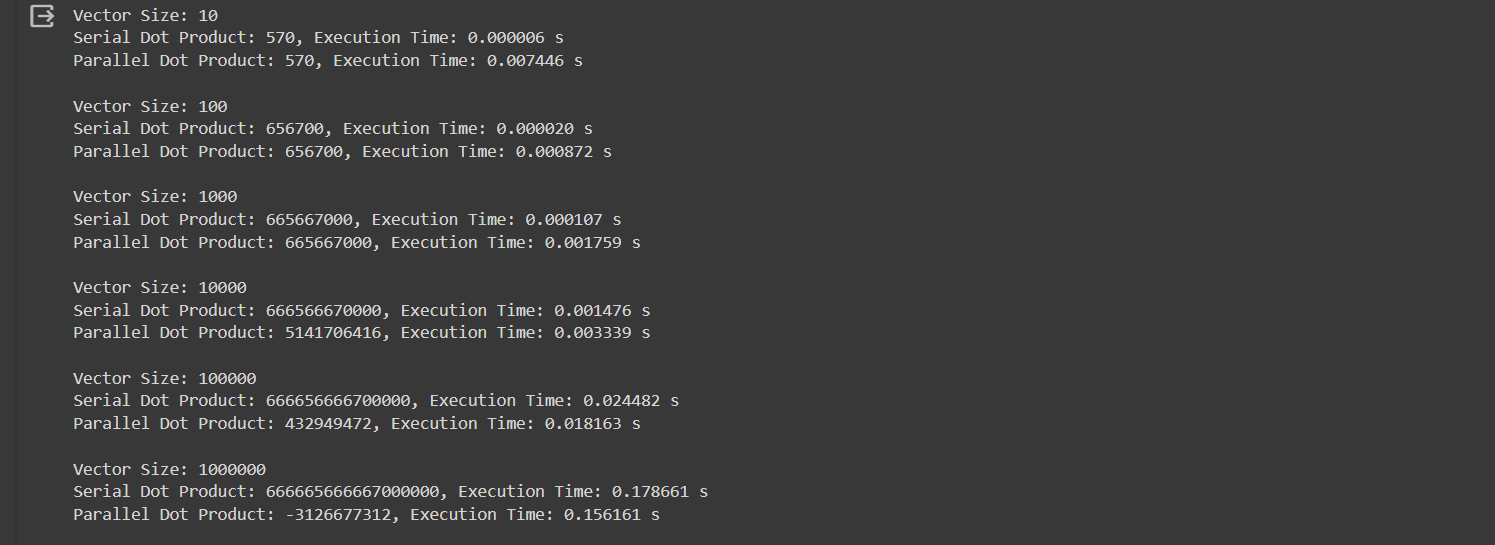 Vector Size: 10
Serial Dot Product: 570, Execution Time: 0.000006 s
Parallel Dot Product: 570, Execution Time: 0.007446 s
Vector Size: 100
Serial Dot Product: 656700, Execution Time: 0.000020 s
Parallel Dot Product: 656700, Execution Time: 0.000872 s
Vector Size: 1000
Serial Dot Product: 665667000, Execution Time: 0.000107 s
Parallel Dot Product: 665667000, Execution Time: 0.001759 s
Vector Size: 10000
Serial Dot Product: 666566670000, Execution Time: 0.001476 s
Parallel Dot Product: 5141706416, Execution Time: 0.003339 s
Vector Size: 100000
Serial Dot Product: 666656666700000, Execution Time: 0.024482 s
Parallel Dot Product: 432949472, Execution Time: 0.018163 s
Vector Size: 1000000
Serial Dot Product: 666665666667000000, Execution Time: 0.178661 s
Parallel Dot Product: -3126677312, Execution Time: 0.156161 s